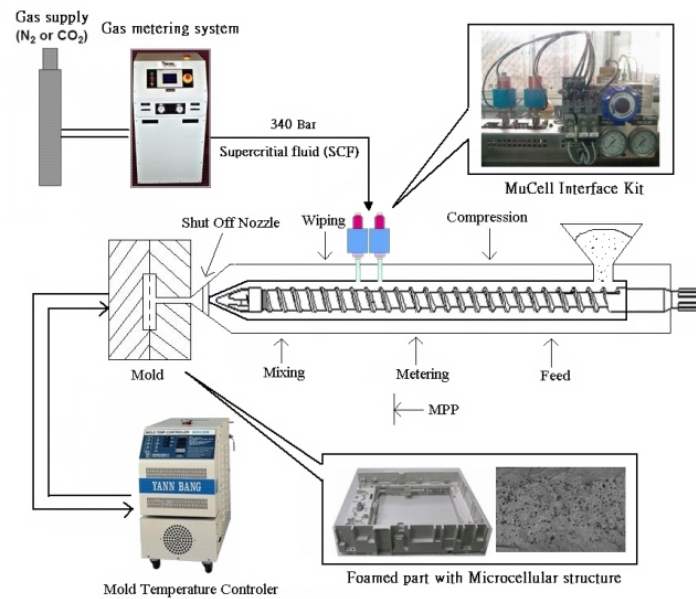 Gas supply
(N₂ or CO₂)
Gas metering system
340 Bar
Supercritial fluid (SCF)
MuCell Interface Kit
Shut Off Nozzle
Wiping
Compression
Mold
Mixing
Metering
Feed
MPP
YANN BANG
Mold Temperature Controler
Foamed part with Microcellular structure